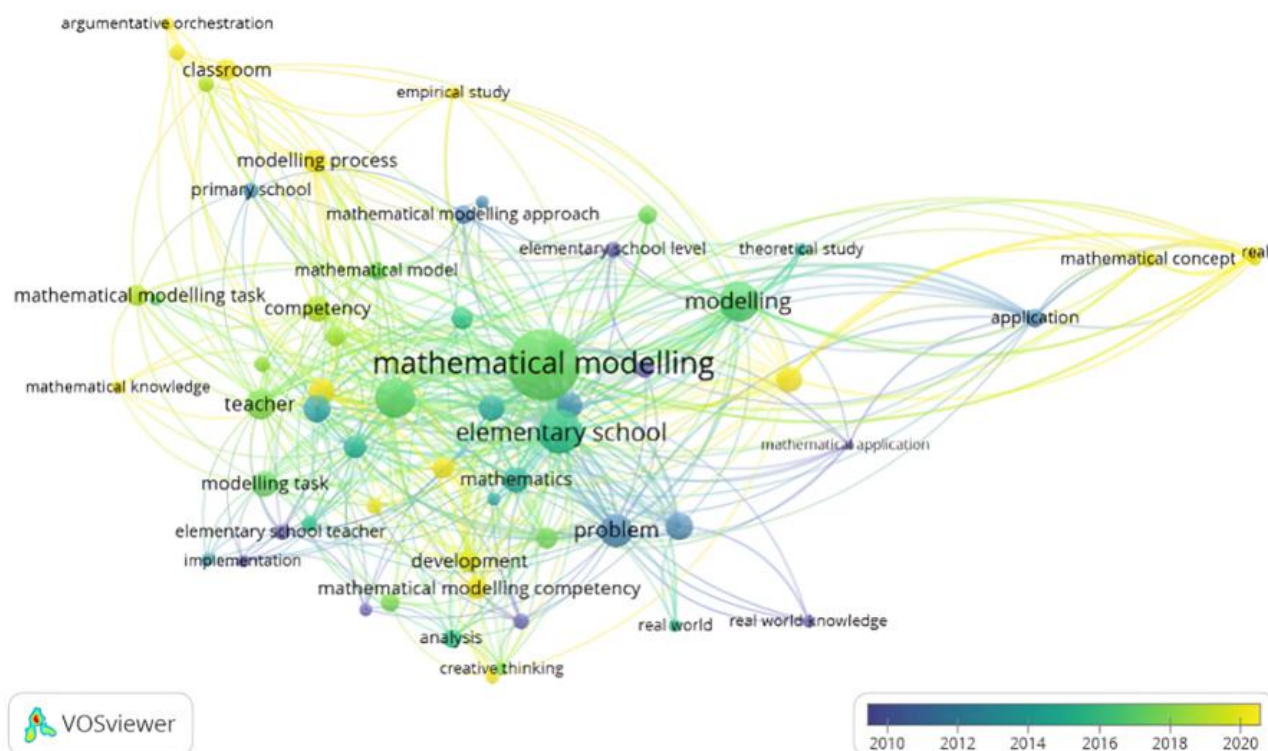 argumentative orchestration
classroom
empirical study
modelling process
primary school
mathematical modelling approach
elementary school level
theoretical study
real
mathematical concept
mathematical model
mathematical modelling task
competency
modelling
application
mathematical modelling
mathematical knowledge
teacher
elementary school
mathematical application
mathematics
modelling task
elementary school teacher
problem
implementation
development
mathematical modelling competency
real world
real world knowledge
analysis
creative thinking
VOSviewer
2010 2012 2014 2016 2018 2020